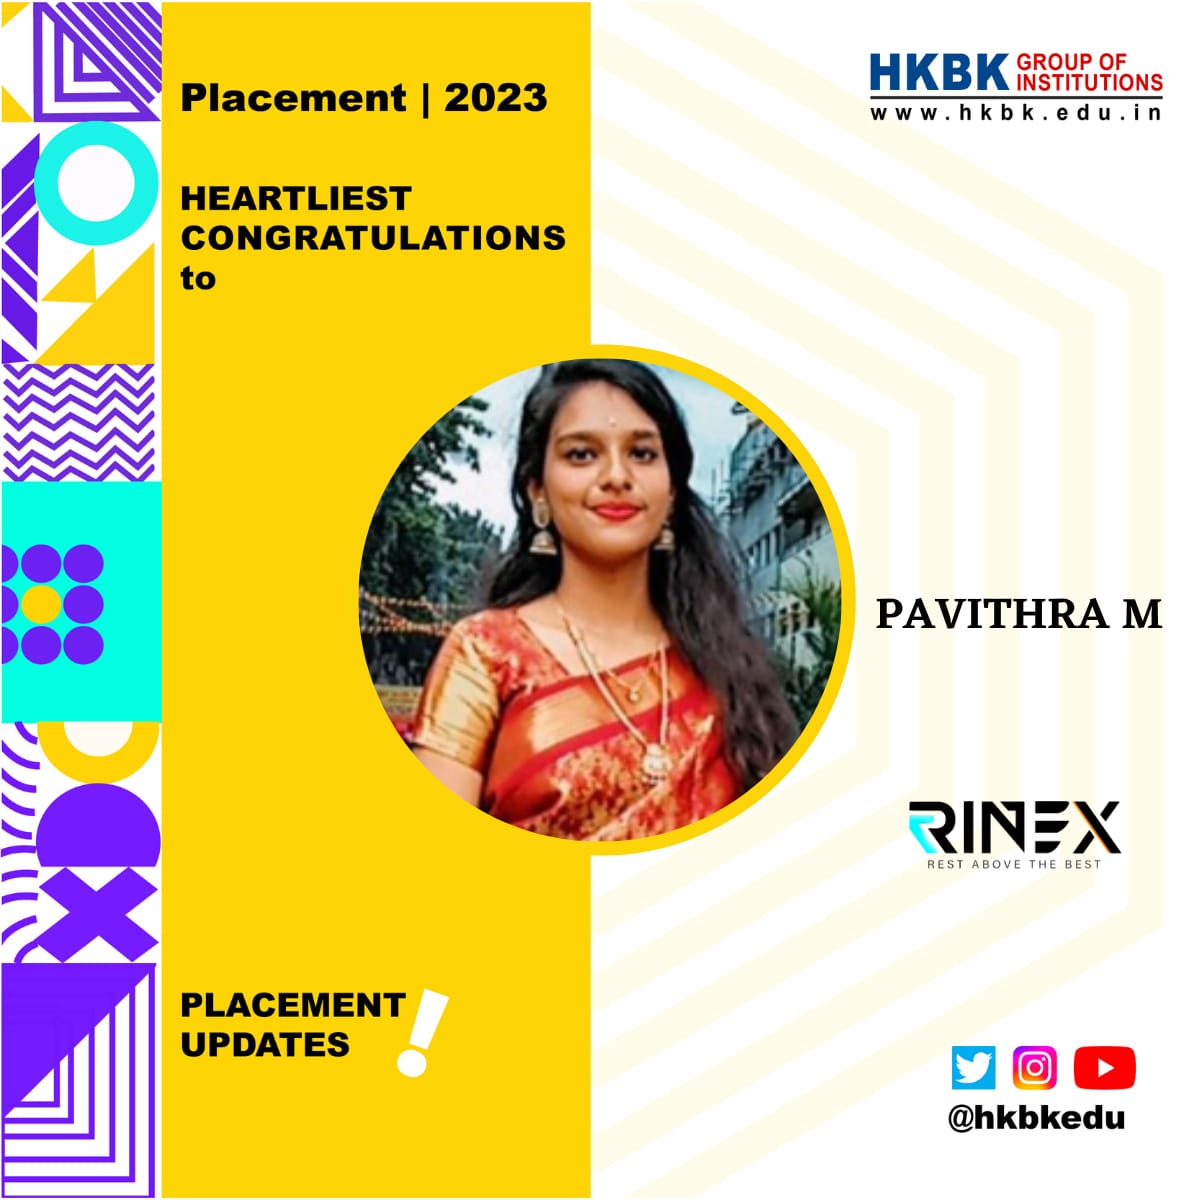 Placement | 2023
HEARTLIEST
CONGRATULATIONS
to
HKBK GROUP OF
INSTITUTIONS
www.hkbk.edu.in
PAVITHRA M
RINEX
REST ABOVE THE BEST
PLACEMENT
UPDATES!
@hkbkedu